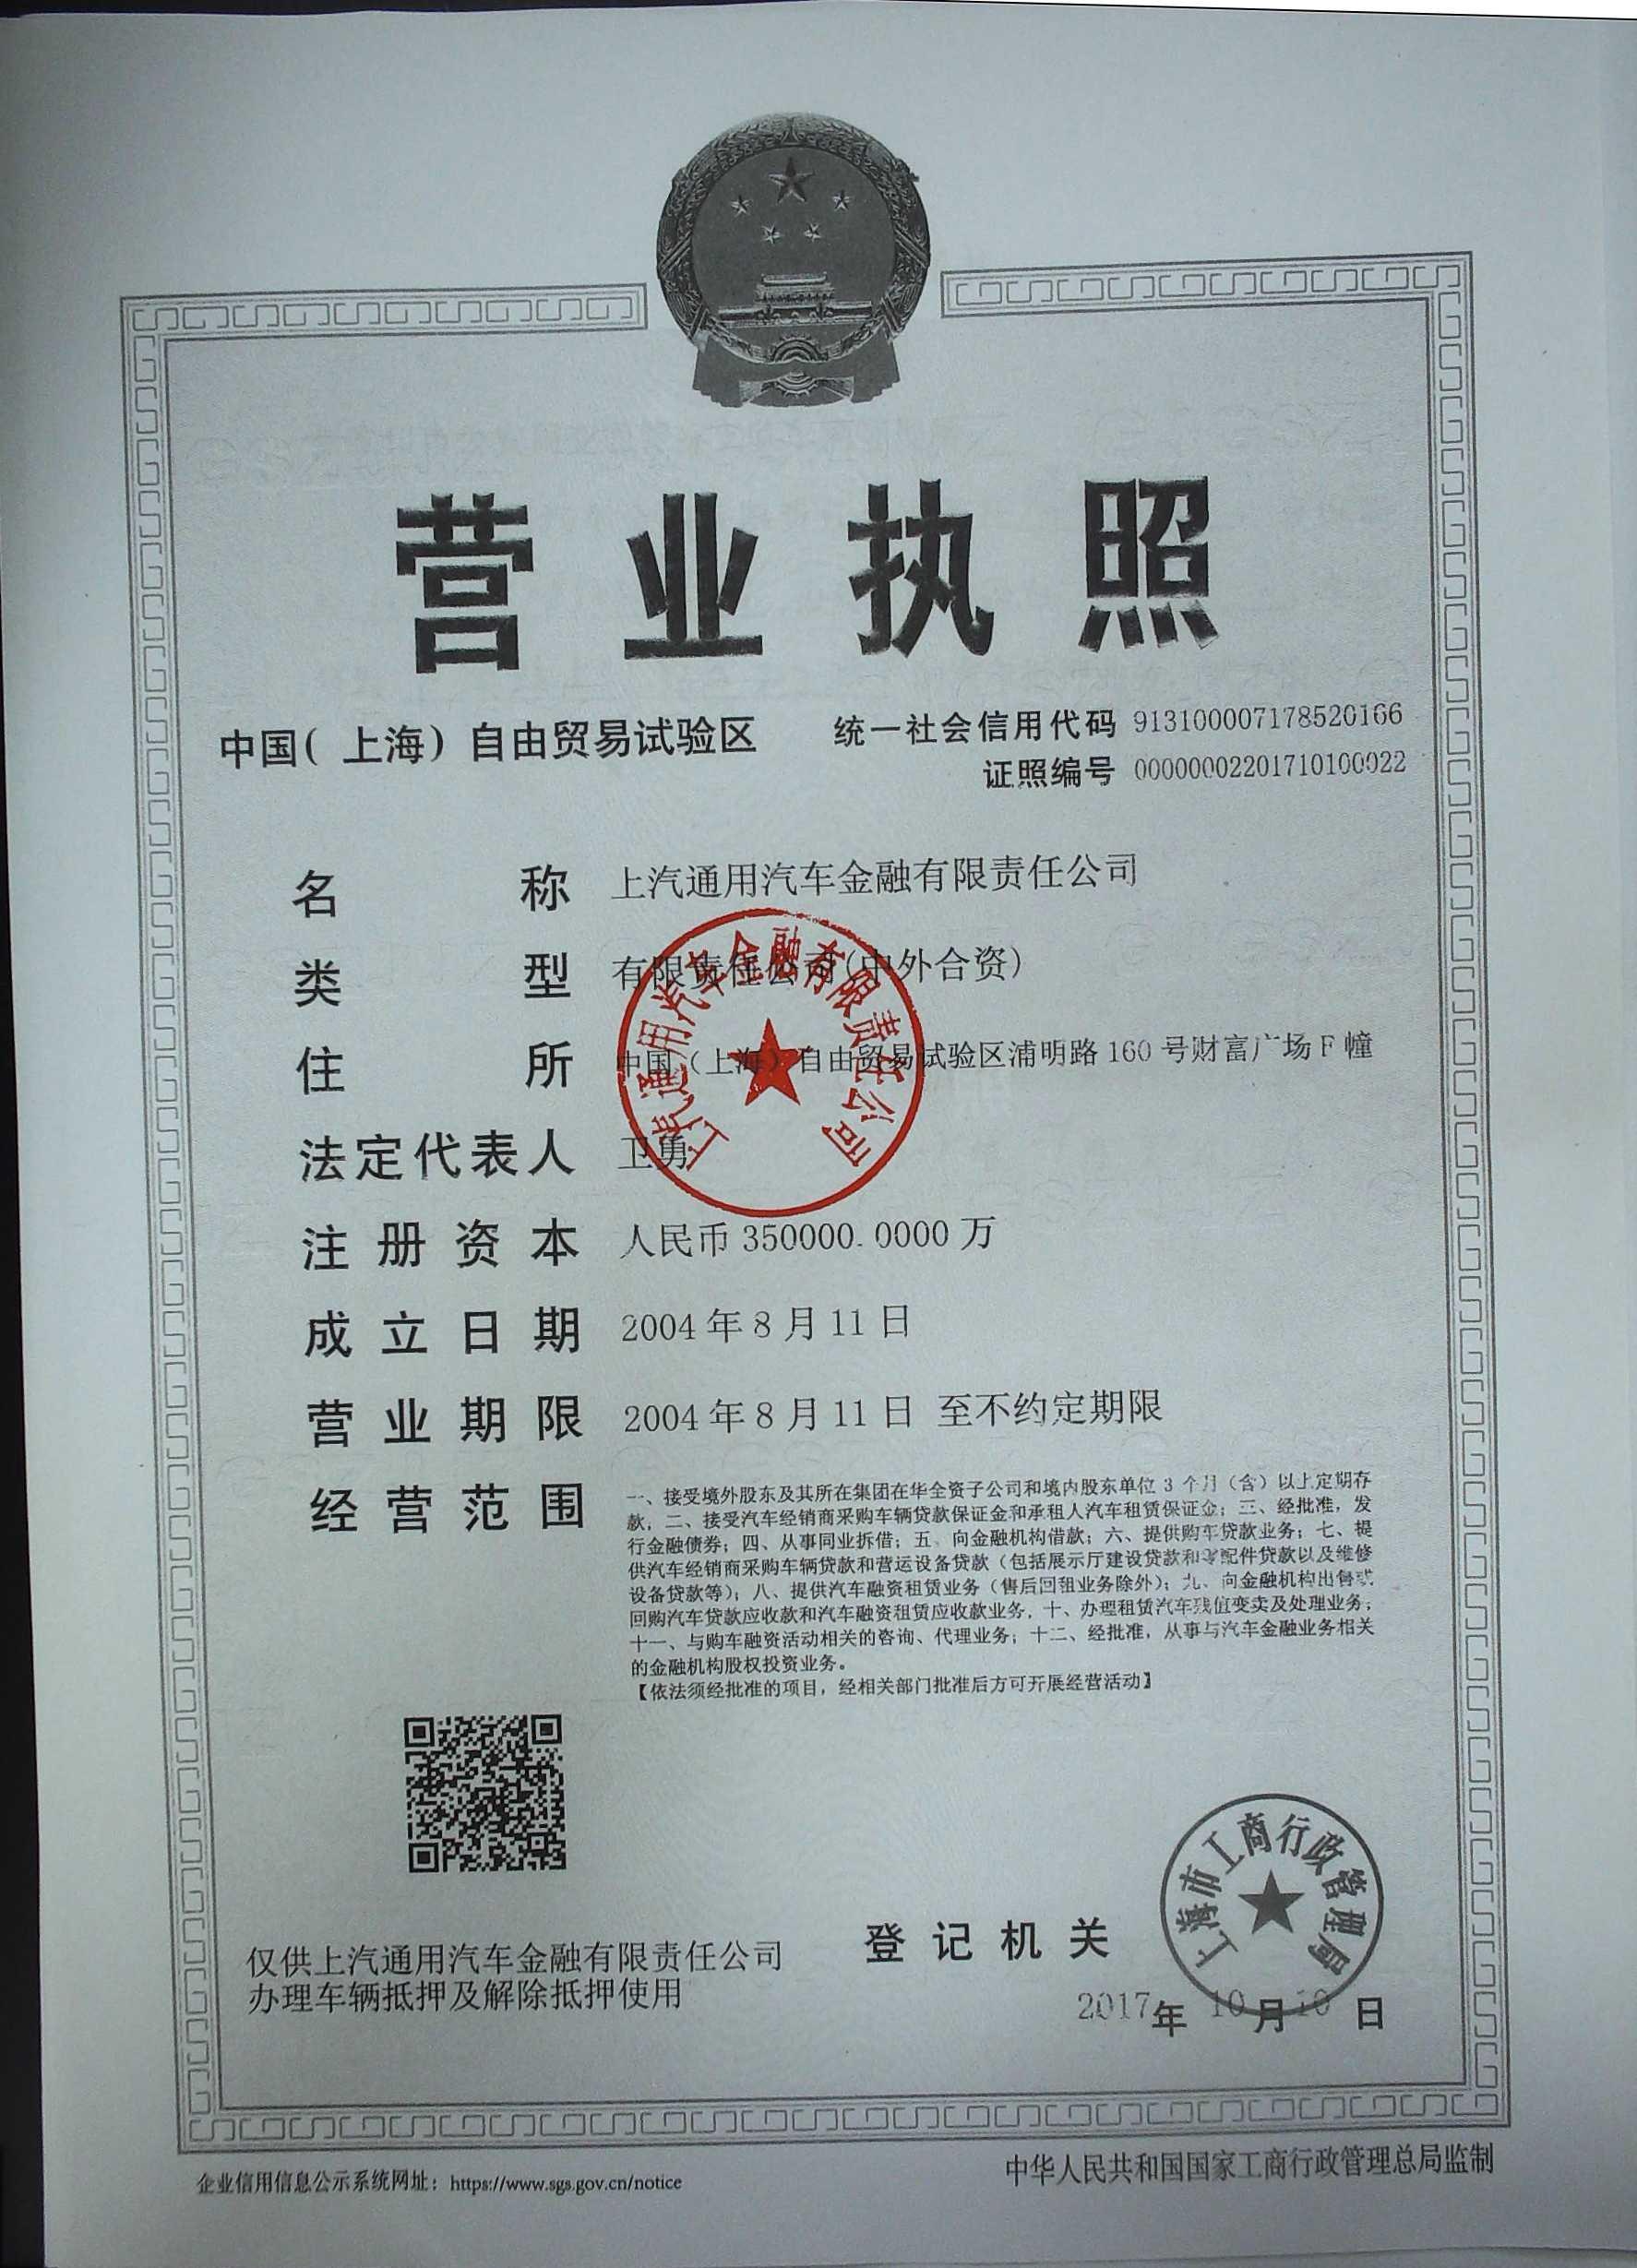 营业执照
中国(上海)自由贸易试验区
统一社会信用代码 913100007178520166
证照编号 00000002201710100022
名称 上汽通用汽车金融有限责任公司
类型 有限责任公司(中外合资)
住所 中国(上海)自由贸易试验区浦明路160号财富广场F幢
法定代表人 卫勇
注册资本 人民币350000.0000万
成立日期 2004年8月11日
营业期限 2004年8月11日 至不约定期限
经营范围 一、接受境外股东及其所在集团在华全资子公司和境内股东单位3个月(含)以上定期存
款,二、接受汽车经销商采购车辆贷款保证金和承租人汽车租赁保证金;三、经批准,发
行金融债券;四、从事同业拆借;五、向金融机构借款;六、提供购车贷款业务;七、提
供汽车经销商采购车辆贷款和营运设备贷款(包括展示厅建设贷款和零配件贷款以及维修
设备贷款等);八、提供汽车融资租赁业务(售后回租业务除外);九、向金融机构出售或
回购汽车贷款应收款和汽车融资租赁应收款业务,十、办理租赁汽车残值变卖及处理业务;
十一、与购车融资活动相关的咨询、代理业务;十二、经批准,从事与汽车金融业务相关
的金融机构股权投资业务。
【依法须经批准的项目,经相关部门批准后方可开展经营活动】
上汽通用汽车金融有限责任公司
仅供上汽通用汽车金融有限责任公司
办理车辆抵押及解除抵押使用
登记机关
上海市工商行政管理局
2017年10月10日
企业信用信息公示系统网址:https://www.sgs.gov.cn/notice
中华人民共和国国家工商行政管理总局监制